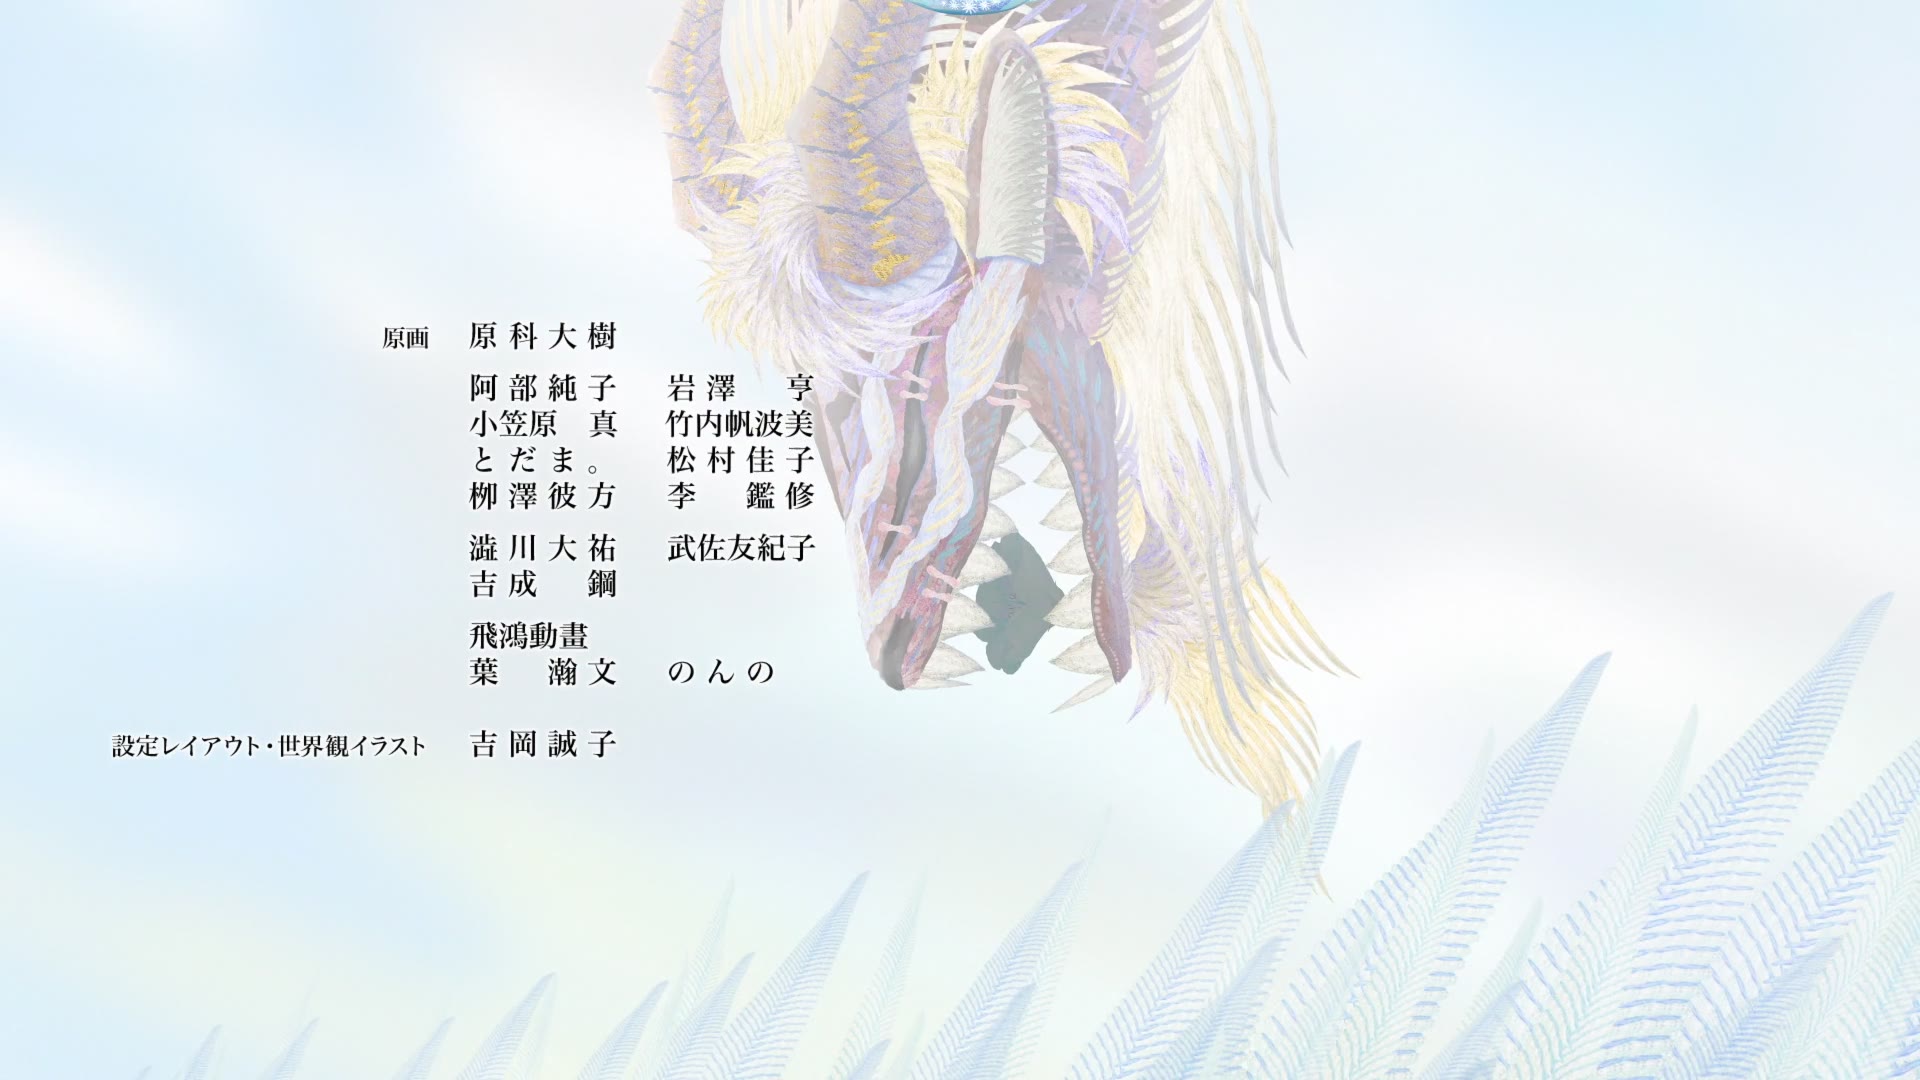 原画 原科大樹
阿部純子 岩澤 亨
小笠原 真 竹内帆波美
とだま。 松村佳子
栁澤彼方 李 鑑修
澁川大祐 武佐友紀子
吉成 鋼
飛鴻動畫
葉 瀚文 のんの
設定レイアウト・世界観イラスト 吉岡誠子